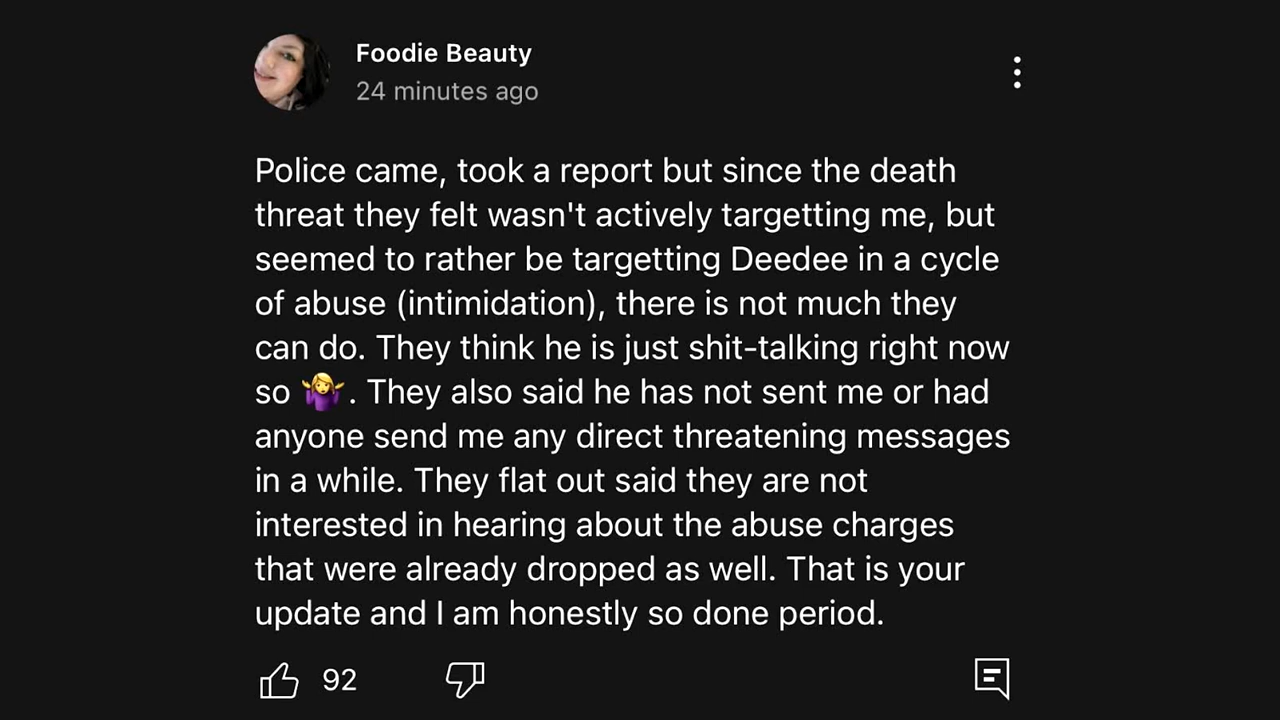 Foodie Beauty
24 minutes ago
Police came, took a report but since the death
threat they felt wasn't actively targetting me, but
seemed to rather be targetting Deedee in a cycle
of abuse (intimidation), there is not much they
can do. They think he is just shit-talking right now
so 🤷‍♀️. They also said he has not sent me or had
anyone send me any direct threatening messages
in a while. They flat out said they are not
interested in hearing about the abuse charges
that were already dropped as well. That is your
update and I am honestly so done period.
92